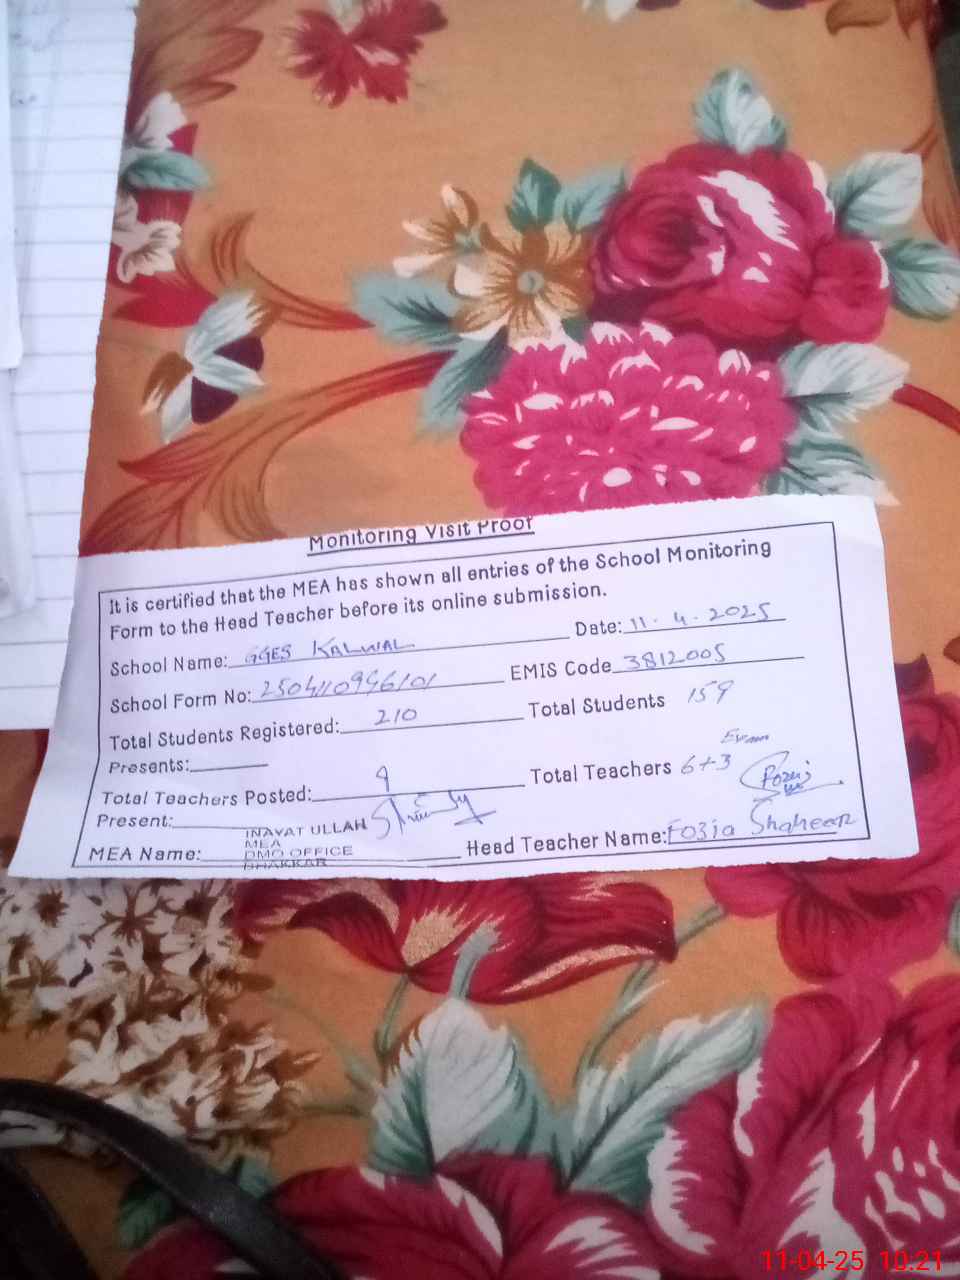 Monitoring Visit Proof
It is certified that the MEA has shown all entries of the School Monitoring
Form to the Head Teacher before its online submission.
School Name: GGES KALWAL Date: 11.4.2025
School Form No: EMIS Code 3812005
Total Students Registered: 210 Total Students 159
Presents:
Total Teachers Posted: 9 Total Teachers 6+3
Present:
INAYAT ULLAH
MEA
MEA Name: DMO OFFICE Head Teacher Name: Fozia Shaheen
BHAKKAR
11-04-25 10:21